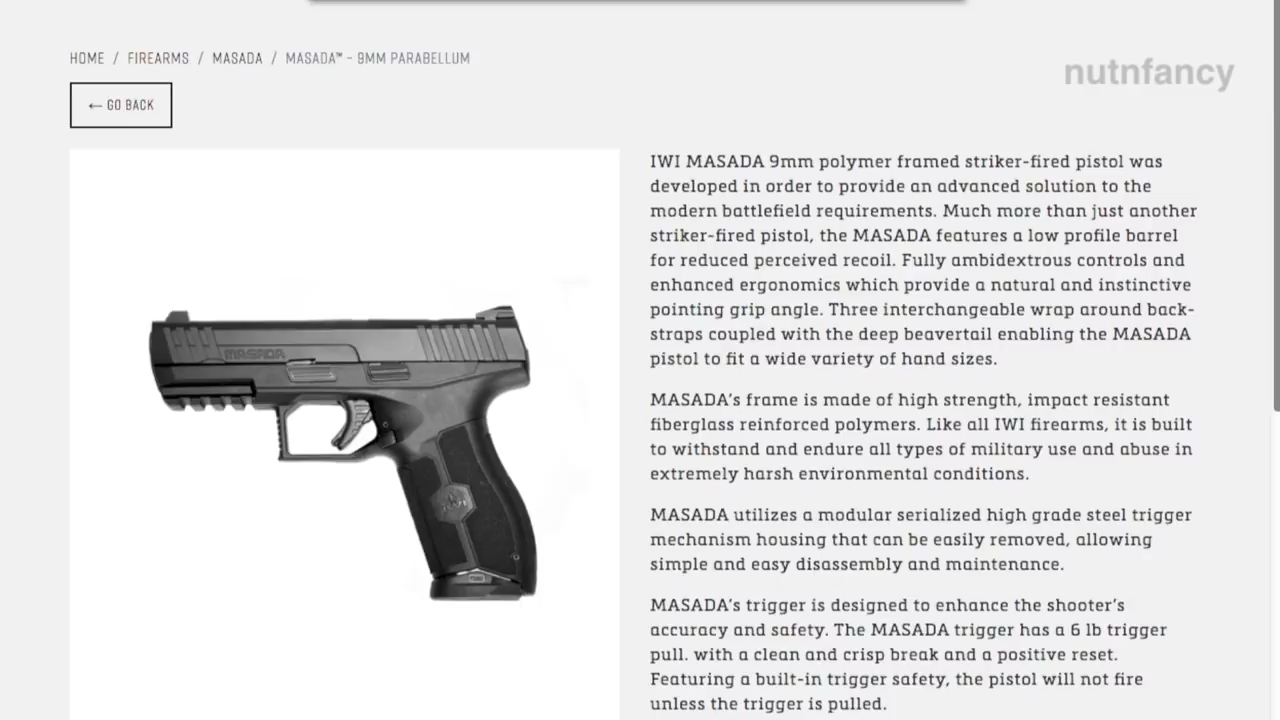 HOME / FIREARMS / MASADA / MASADA™ - 9MM PARABELLUM
nutnfancy
← GO BACK
MASADA
IWI MASADA 9mm polymer framed striker-fired pistol was
developed in order to provide an advanced solution to the
modern battlefield requirements. Much more than just another
striker-fired pistol, the MASADA features a low profile barrel
for reduced perceived recoil. Fully ambidextrous controls and
enhanced ergonomics which provide a natural and instinctive
pointing grip angle. Three interchangeable wrap around back-
straps coupled with the deep beavertail enabling the MASADA
pistol to fit a wide variety of hand sizes.
MASADA's frame is made of high strength, impact resistant
fiberglass reinforced polymers. Like all IWI firearms, it is built
to withstand and endure all types of military use and abuse in
extremely harsh environmental conditions.
MASADA utilizes a modular serialized high grade steel trigger
mechanism housing that can be easily removed, allowing
simple and easy disassembly and maintenance.
MASADA's trigger is designed to enhance the shooter's
accuracy and safety. The MASADA trigger has a 6 lb trigger
pull. with a clean and crisp break and a positive reset.
Featuring a built-in trigger safety, the pistol will not fire
unless the trigger is pulled.